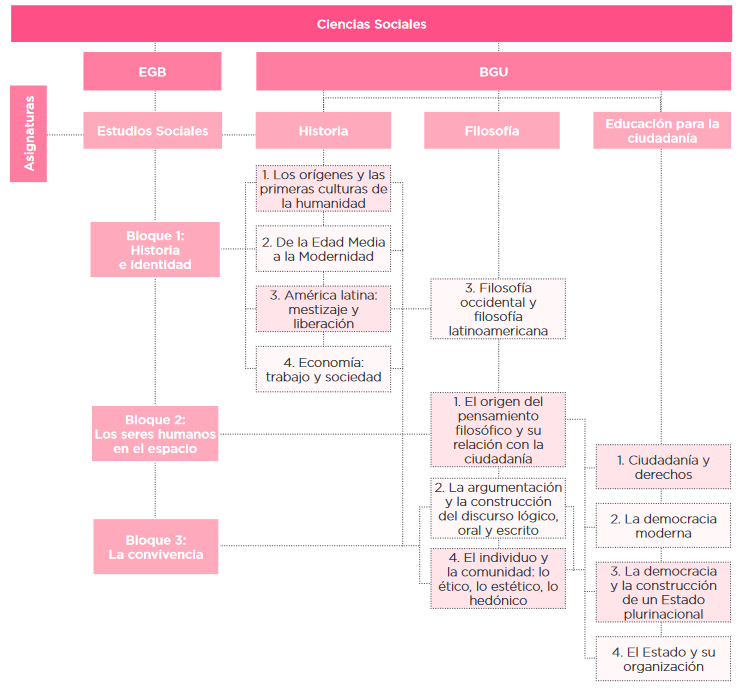 Ciencias Sociales
EGB
BGU
Asignaturas
Estudios Sociales
Historia
Filosofía
Educación para la
ciudadanía
1. Los orígenes y las
primeras culturas de
la humanidad
Bloque 1:
Historia
e identidad
2. De la Edad Media
a la Modernidad
3. América latina:
mestizaje y
liberación
3. Filosofía
occidental y
filosofía
latinoamericana
4. Economía:
trabajo y sociedad
Bloque 2:
Los seres humanos
en el espacio
1. El origen del
pensamiento
filosófico y su
relación con la
ciudadanía
1. Ciudadanía y
derechos
2. La argumentación
y la construcción
del discurso lógico,
oral y escrito
2. La democracia
moderna
Bloque 3:
La convivencia
4. El individuo y
la comunidad: lo
ético, lo estético, lo
hedónico
3. La democracia
y la construcción
de un Estado
plurinacional
4. El Estado y su
organización